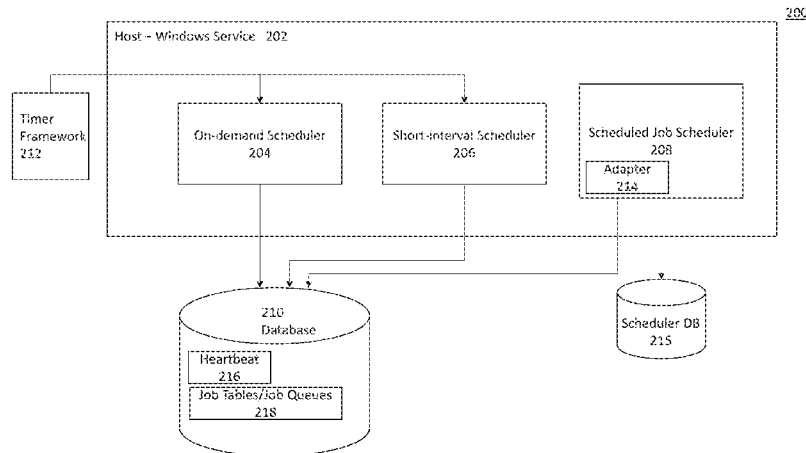 200
Host – Windows Service 202
Timer
Framework
212
On-demand Scheduler
204
Short-interval Scheduler
206
Scheduled Job Scheduler
208
Adapter
214
210
Database
Heartbeat
216
Job Tables/Job Queues
218
Scheduler DB
215